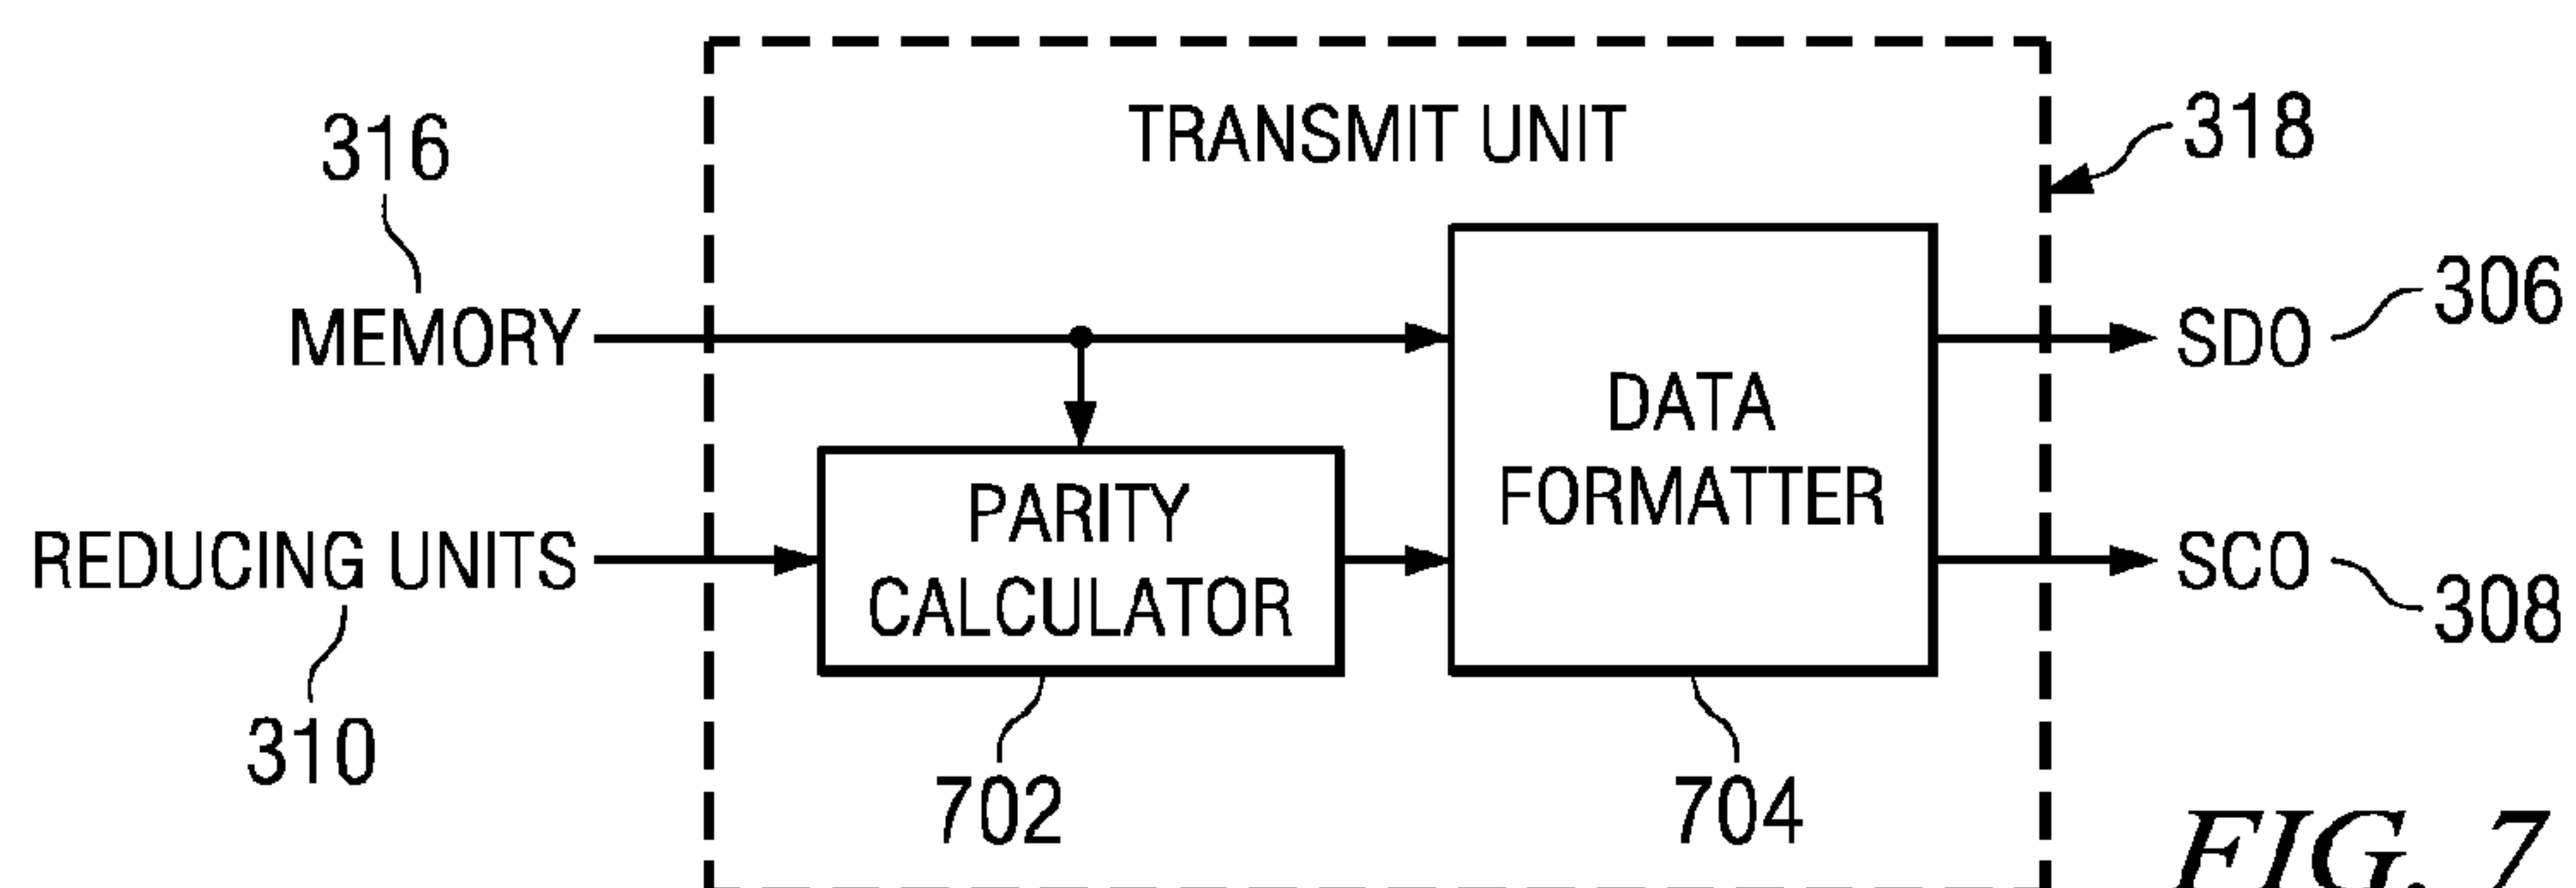 TRANSMIT UNIT
318
316
306
MEMORY
SDO
DATA
FORMATTER
PARITY
CALCULATOR
REDUCING UNITS
SCO
308
310
702
704
FIG. 7